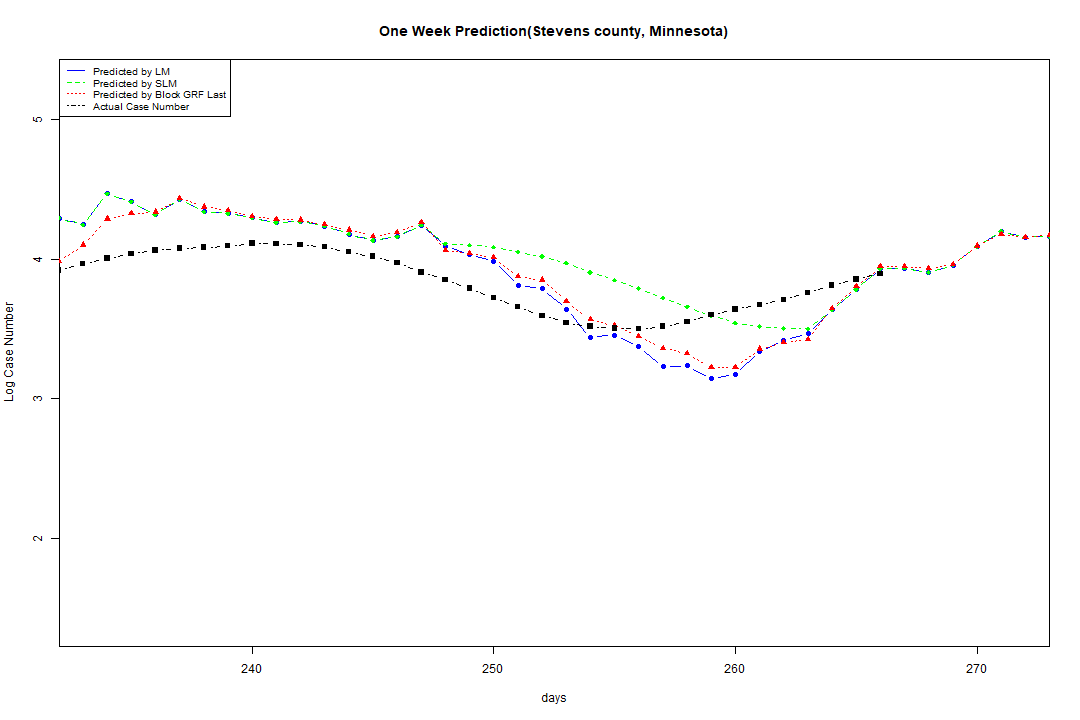 One Week Prediction(Stevens county, Minnesota)
Predicted by LM
Predicted by SLM
Predicted by Block GRF Last
Actual Case Number
5
4
3
2
Log Case Number
240 250 260 270
days